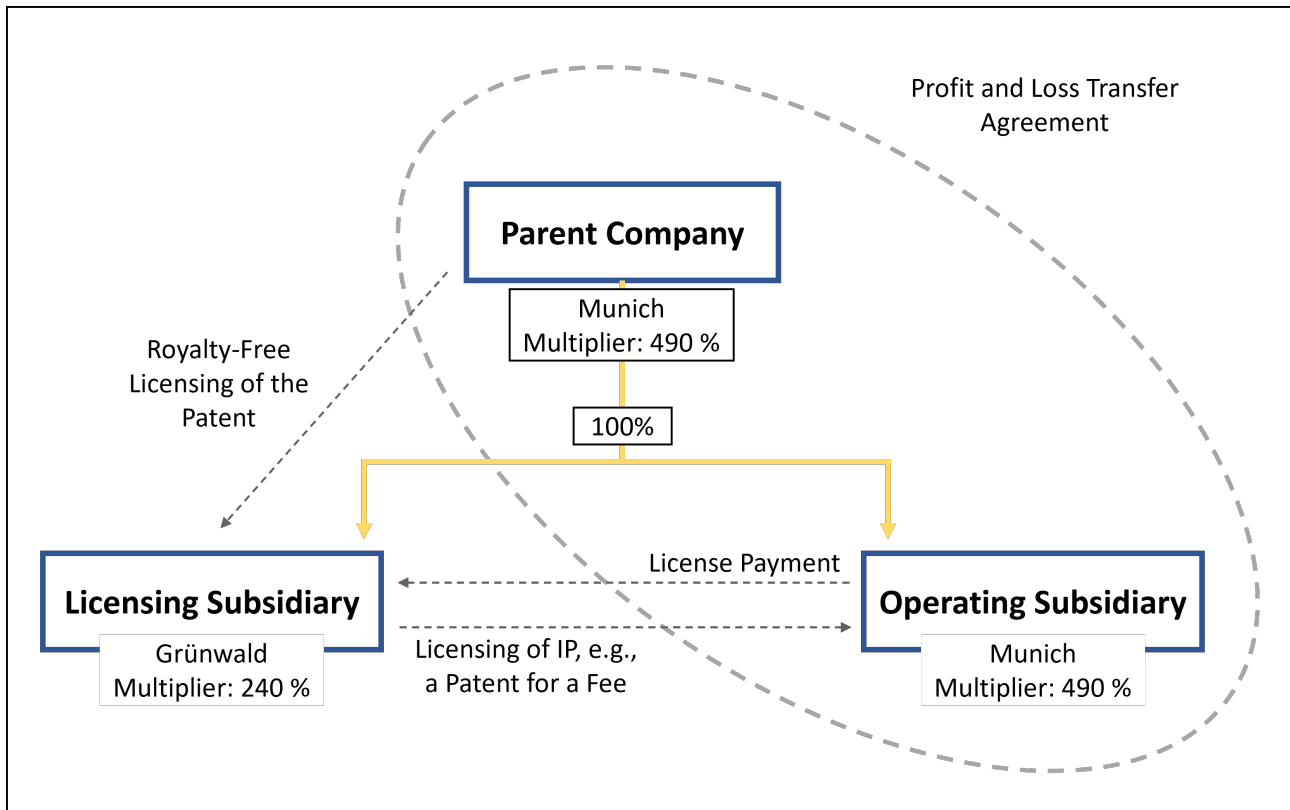 Profit and Loss Transfer
Agreement
Parent Company
Munich
Multiplier: 490 %
Royalty-Free
Licensing of the
Patent
100%
License Payment
Licensing Subsidiary
Operating Subsidiary
Grünwald
Multiplier: 240 %
Licensing of IP, e.g.,
a Patent for a Fee
Munich
Multiplier: 490 %